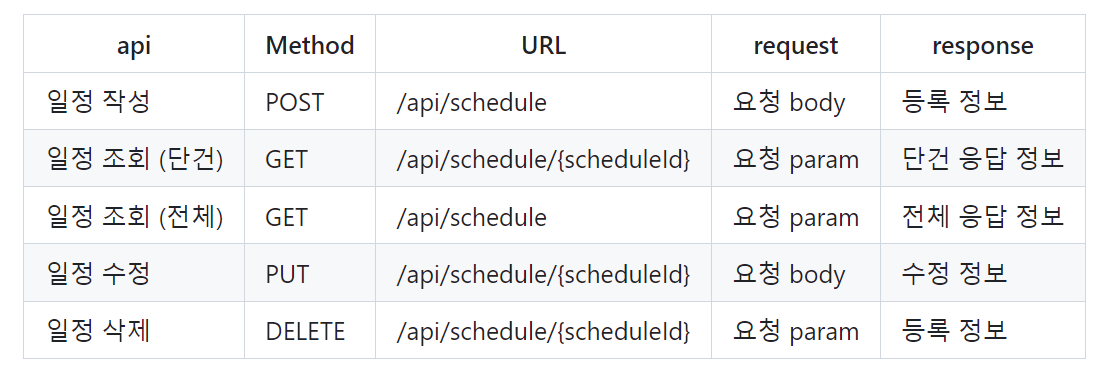 api Method URL request response
일정 작성 POST /api/schedule 요청 body 등록 정보
일정 조회 (단건) GET /api/schedule/{scheduleId} 요청 param 단건 응답 정보
일정 조회 (전체) GET /api/schedule 요청 param 전체 응답 정보
일정 수정 PUT /api/schedule/{scheduleId} 요청 body 수정 정보
일정 삭제 DELETE /api/schedule/{scheduleId} 요청 param 등록 정보